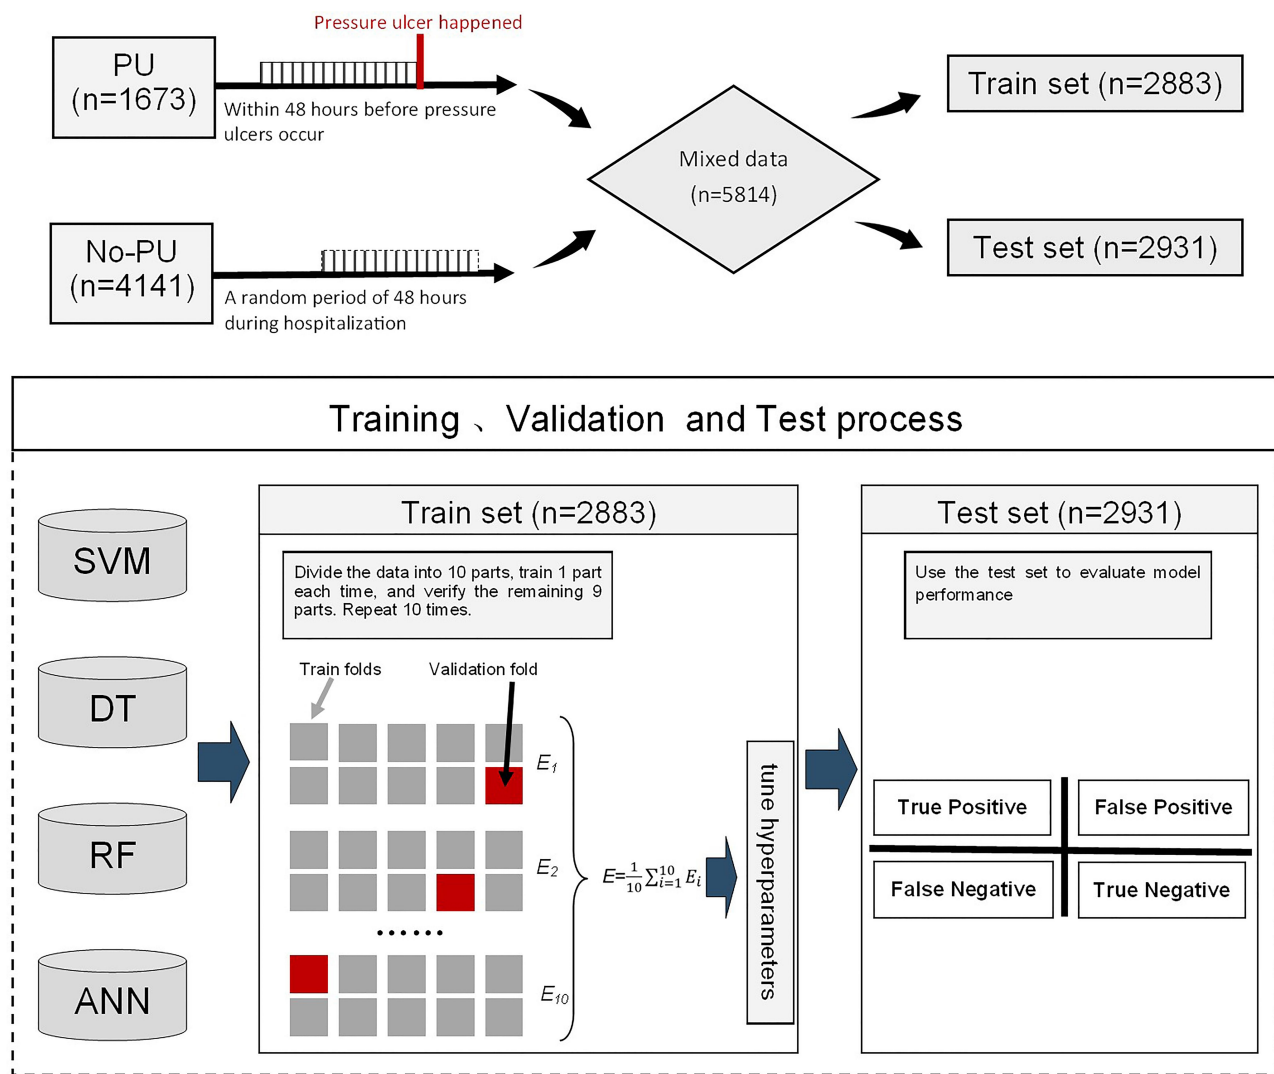 Pressure ulcer happened
PU
(n=1673)
Within 48 hours before pressure
ulcers occur
No-PU
(n=4141)
A random period of 48 hours
during hospitalization
Mixed data
(n=5814)
Train set (n=2883)
Test set (n=2931)
Training 、Validation and Test process
SVM
DT
RF
ANN
Train set (n=2883)
Divide the data into 10 parts, train 1 part
each time, and verify the remaining 9
parts. Repeat 10 times.
Train folds
Validation fold
E₁
E₂
......
E₁₀
E=\frac{1}{10}∑_{i=1}^{10} E_i
tune hyperparameters
Test set (n=2931)
Use the test set to evaluate model
performance
True Positive
False Positive
False Negative
True Negative